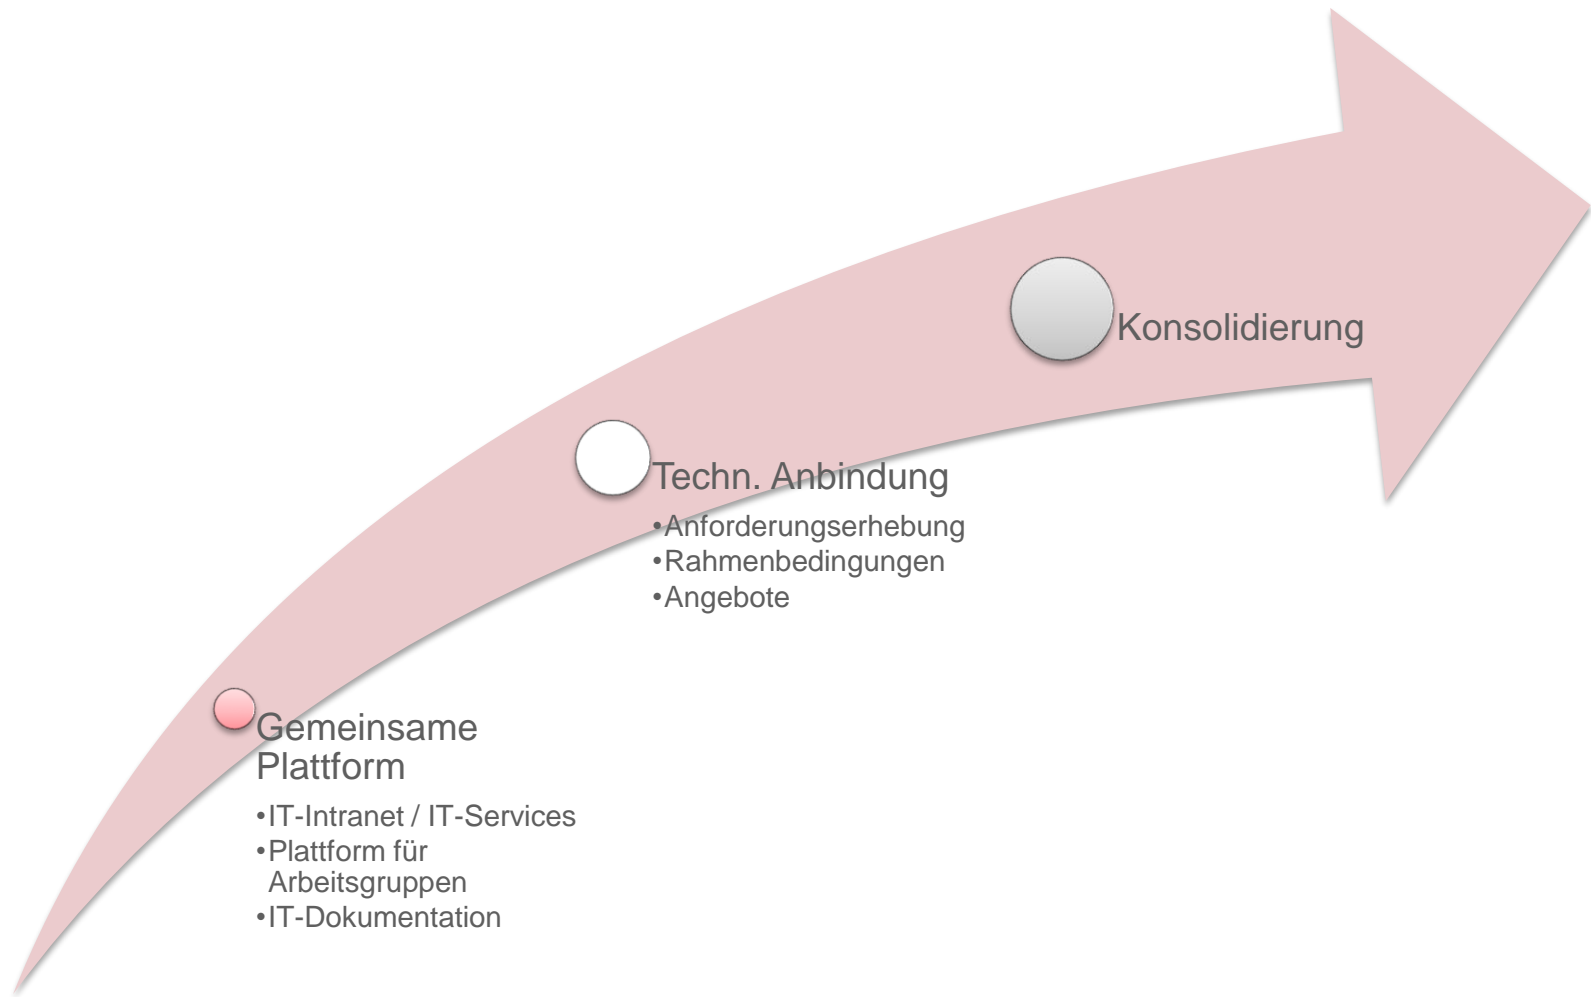 Konsolidierung
Techn. Anbindung
•Anforderungserhebung
•Rahmenbedingungen
•Angebote
Gemeinsame
Plattform
•IT-Intranet / IT-Services
•Plattform für
Arbeitsgruppen
•IT-Dokumentation